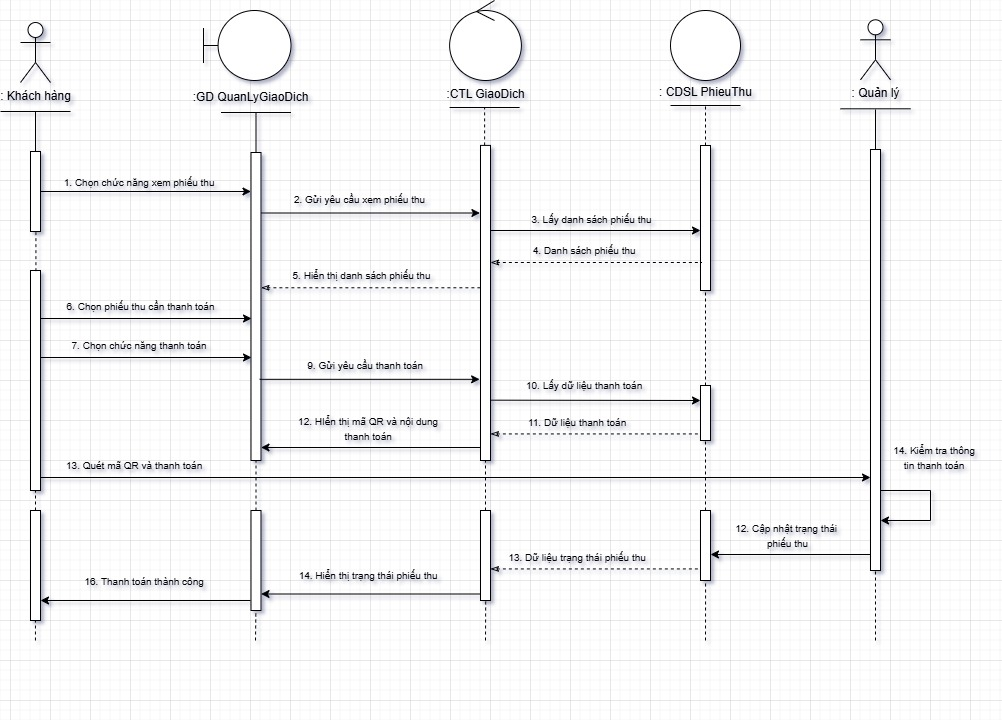 : Khách hàng
:GD QuanLyGiaoDich
:CTL GiaoDich
: CDSL PhieuThu
: Quản lý
1. Chọn chức năng xem phiếu thu
2. Gửi yêu cầu xem phiếu thu
3. Lấy danh sách phiếu thu
4. Danh sách phiếu thu
5. Hiển thị danh sách phiếu thu
6. Chọn phiếu thu cần thanh toán
7. Chọn chức năng thanh toán
9. Gửi yêu cầu thanh toán
10. Lấy dữ liệu thanh toán
11. Dữ liệu thanh toán
12. Hiển thị mã QR và nội dung
thanh toán
13. Quét mã QR và thanh toán
14. Kiểm tra thông
tin thanh toán
12. Cập nhật trạng thái
phiếu thu
13. Dữ liệu trạng thái phiếu thu
14. Hiển thị trạng thái phiếu thu
16. Thanh toán thành công